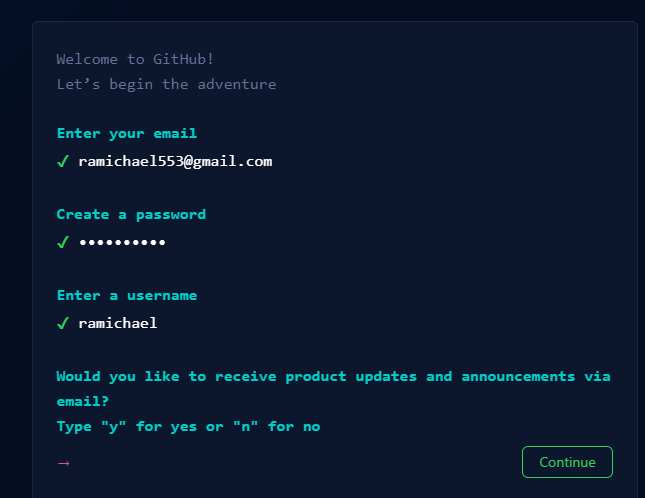 Welcome to GitHub!
Let’s begin the adventure
Enter your email
✓ ramichael553@gmail.com
Create a password
✓ ••••••••••
Enter a username
✓ ramichael
Would you like to receive product updates and announcements via
email?
Type "y" for yes or "n" for no
→ Continue